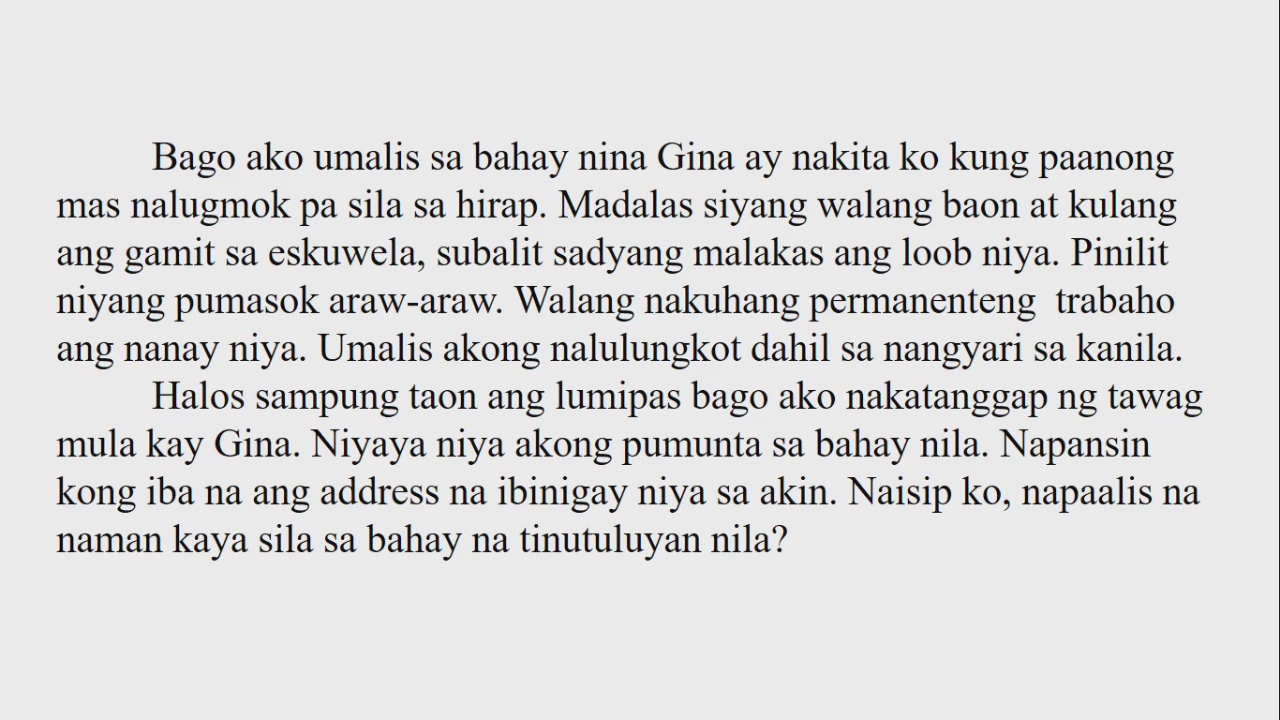 Bago ako umalis sa bahay nina Gina ay nakita ko kung paanong
mas nalugmok pa sila sa hirap. Madalas siyang walang baon at kulang
ang gamit sa eskuwela, subalit sadyang malakas ang loob niya. Pinilit
niyang pumasok araw-araw. Walang nakuhang permanenteng  trabaho
ang nanay niya. Umalis akong nalulungkot dahil sa nangyari sa kanila.
Halos sampung taon ang lumipas bago ako nakatanggap ng tawag
mula kay Gina. Niyaya niya akong pumunta sa bahay nila. Napansin
kong iba na ang address na ibinigay niya sa akin. Naisip ko, napaalis na
naman kaya sila sa bahay na tinutuluyan nila?